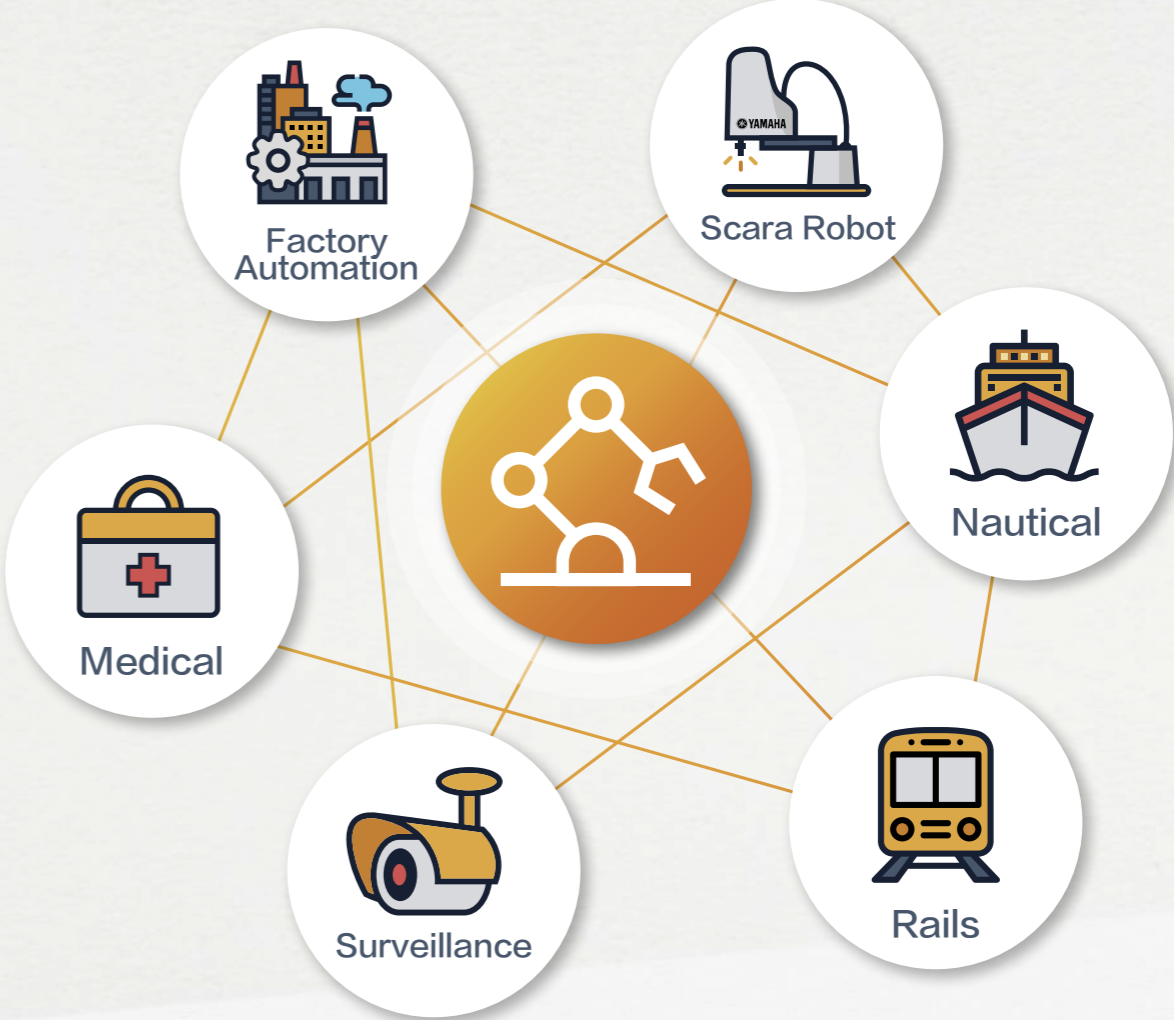 Factory
Automation
YAMAHA
Scara Robot
Nautical
Medical
Surveillance
Rails